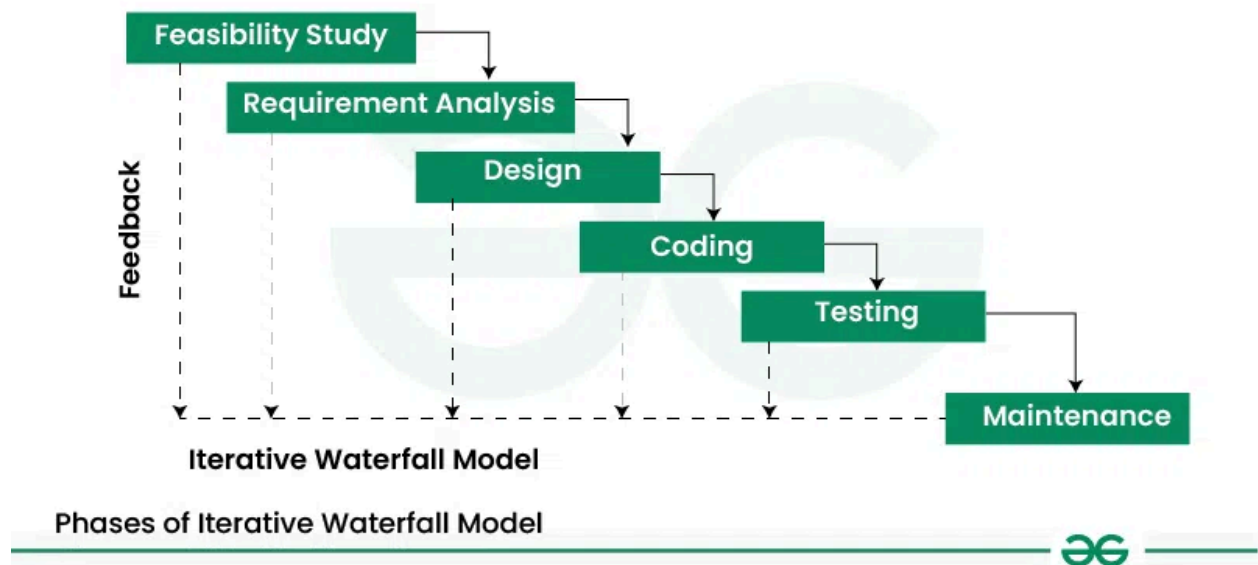 Feasibility Study
Requirement Analysis
Design
Coding
Testing
Maintenance
Feedback
Iterative Waterfall Model
Phases of Iterative Waterfall Model